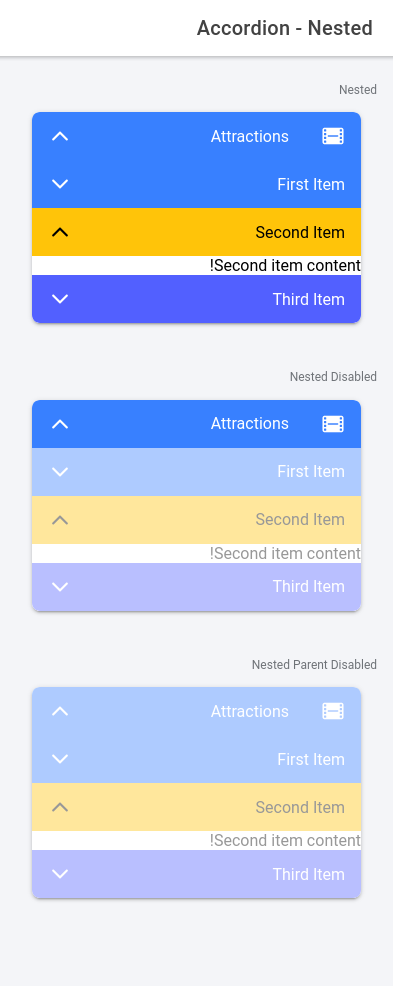 Accordion - Nested
Nested
Attractions
First Item
Second Item
!Second item content
Third Item
Nested Disabled
Attractions
First Item
Second Item
!Second item content
Third Item
Nested Parent Disabled
Attractions
First Item
Second Item
!Second item content
Third Item